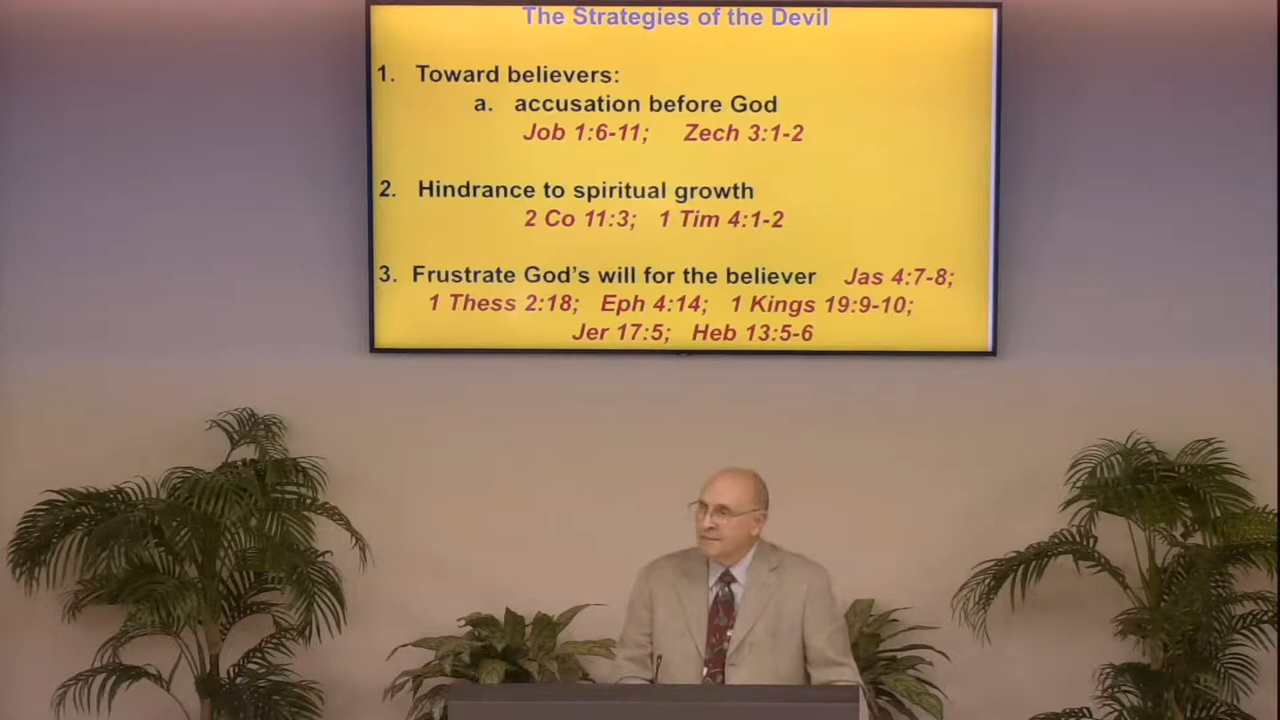 The Strategies of the Devil
1. Toward believers:
a. accusation before God
Job 1:6-11; Zech 3:1-2
2. Hindrance to spiritual growth
2 Co 11:3; 1 Tim 4:1-2
3. Frustrate God's will for the believer Jas 4:7-8;
1 Thess 2:18; Eph 4:14; 1 Kings 19:9-10;
Jer 17:5; Heb 13:5-6